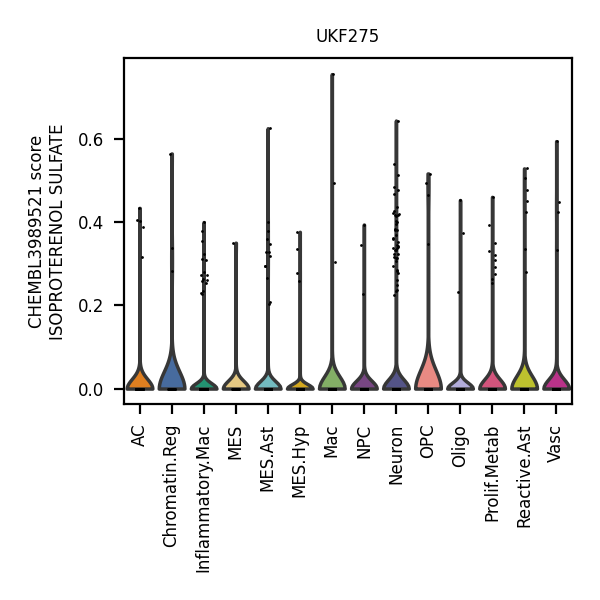 UKF275
CHEMBL3989521 score
ISOPROTERENOL SULFATE
0.6
0.4
0.2
0.0
AC
Chromatin.Reg
Inflammatory.Mac
MES
MES.Ast
MES.Hyp
Mac
NPC
Neuron
OPC
Oligo
Prolif.Metab
Reactive.Ast
Vasc